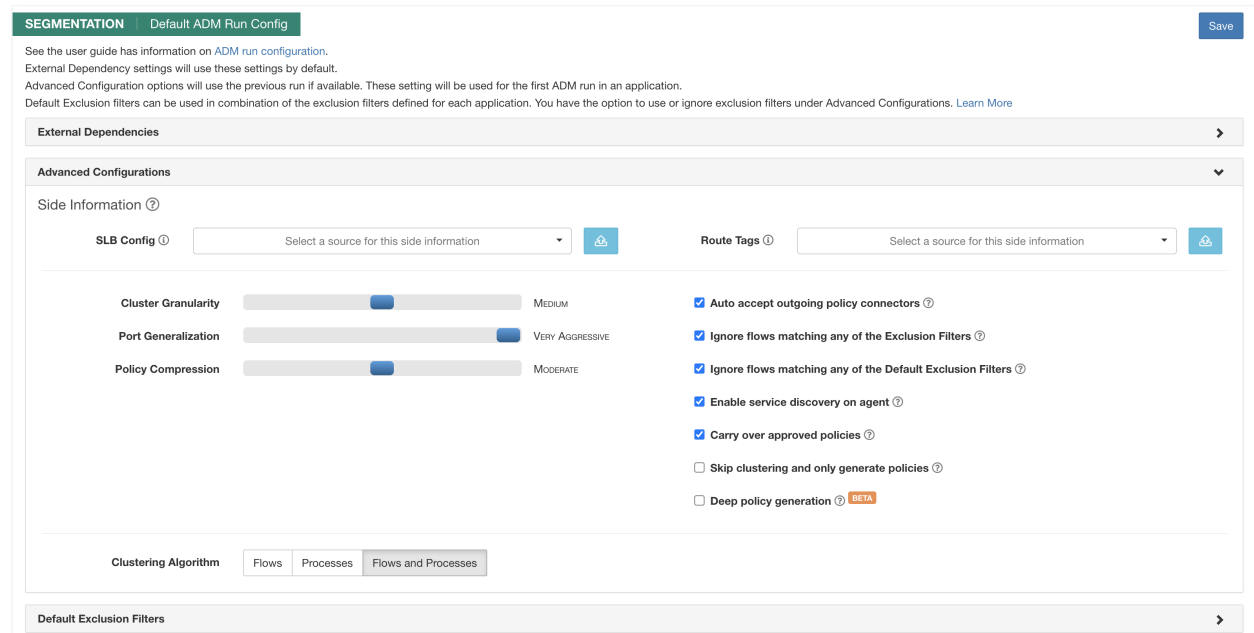 SEGMENTATION | Default ADM Run Config
Save
See the user guide has information on ADM run configuration.
External Dependency settings will use these settings by default.
Advanced Configuration options will use the previous run if available. These setting will be used for the first ADM run in an application.
Default Exclusion filters can be used in combination of the exclusion filters defined for each application. You have the option to use or ignore exclusion filters under Advanced Configurations. Learn More
External Dependencies
Advanced Configurations
Side Information
SLB Config
Select a source for this side information
Route Tags
Select a source for this side information
Cluster Granularity
MEDIUM
Port Generalization
VERY AGGRESSIVE
Policy Compression
MODERATE
Auto accept outgoing policy connectors
Ignore flows matching any of the Exclusion Filters
Ignore flows matching any of the Default Exclusion Filters
Enable service discovery on agent
Carry over approved policies
Skip clustering and only generate policies
Deep policy generation BETA
Clustering Algorithm
Flows
Processes
Flows and Processes
Default Exclusion Filters